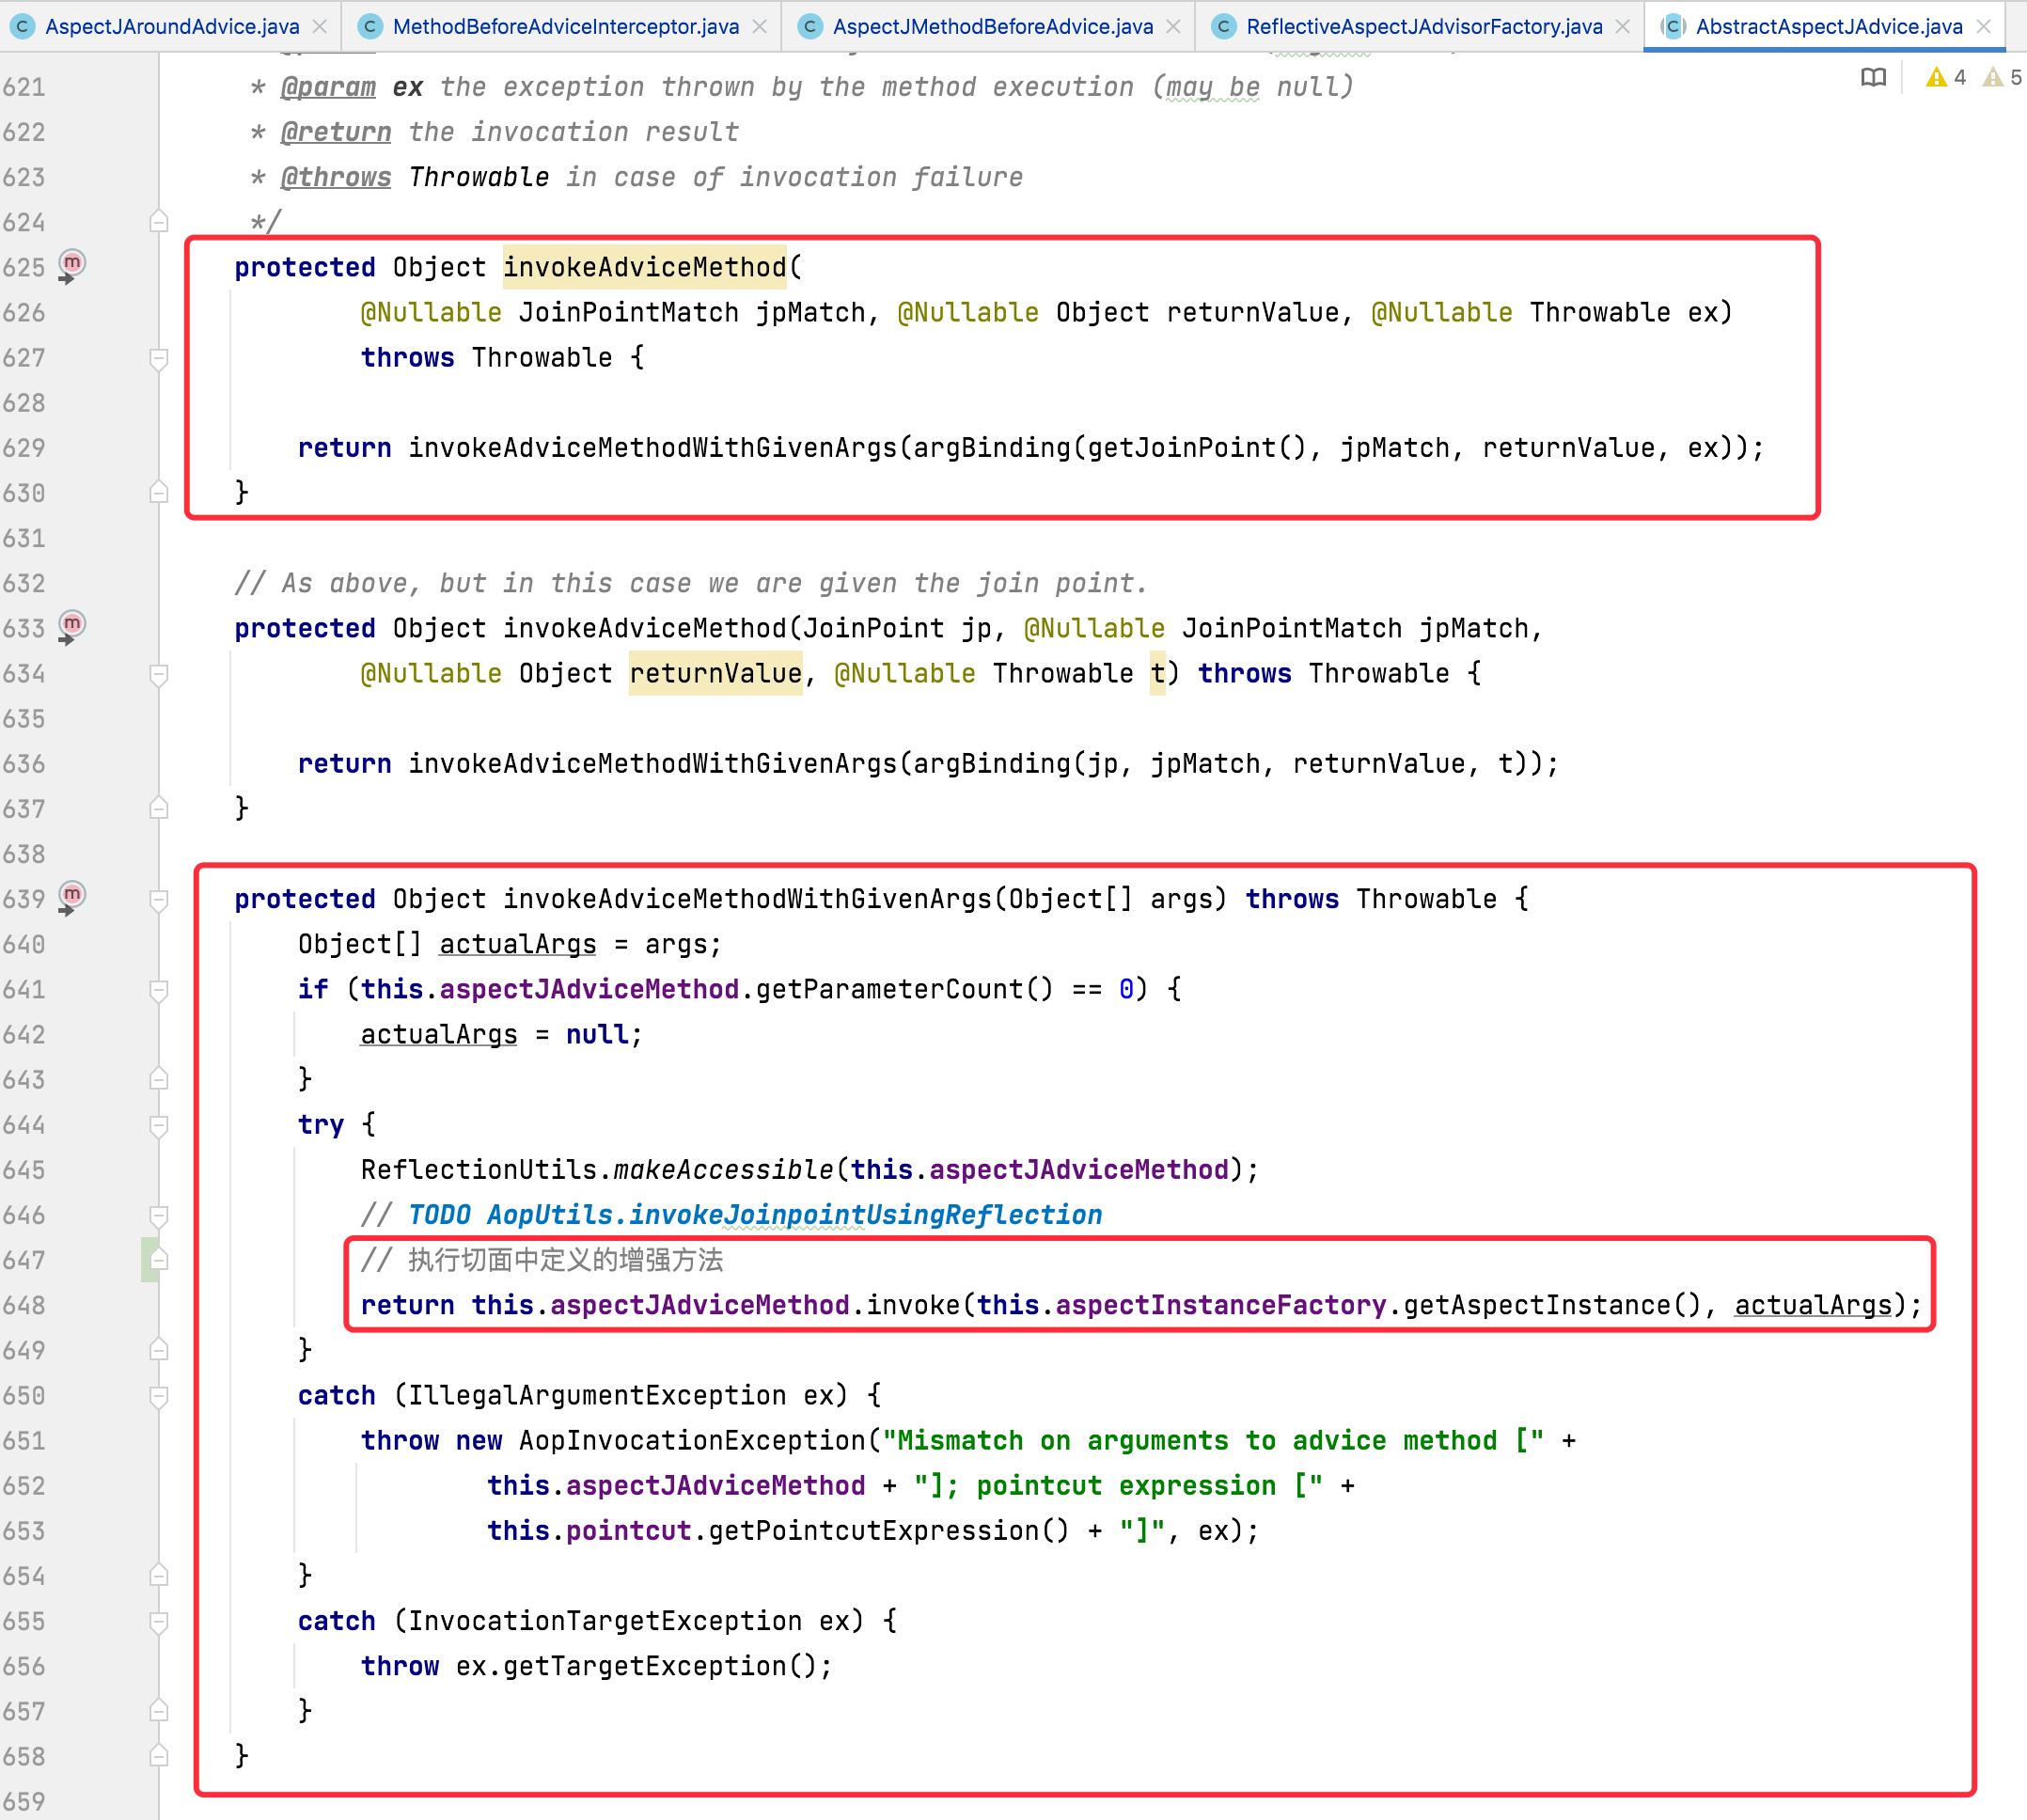 AspectJAroundAdvice.java MethodBeforeAdviceInterceptor.java AspectJMethodBeforeAdvice.java ReflectiveAspectJAdvisorFactory.java AbstractAspectJAdvice.java
621 * @param ex the exception thrown by the method execution (may be null) 4 5
622 * @return the invocation result
623 * @throws Throwable in case of invocation failure
624 */
625 protected Object invokeAdviceMethod(
626 @Nullable JoinPointMatch jpMatch, @Nullable Object returnValue, @Nullable Throwable ex)
627 throws Throwable {
628
629 return invokeAdviceMethodWithGivenArgs(argBinding(getJoinPoint(), jpMatch, returnValue, ex));
630 }
631
632 // As above, but in this case we are given the join point.
633 protected Object invokeAdviceMethod(JoinPoint jp, @Nullable JoinPointMatch jpMatch,
634 @Nullable Object returnValue, @Nullable Throwable t) throws Throwable {
635
636 return invokeAdviceMethodWithGivenArgs(argBinding(jp, jpMatch, returnValue, t));
637 }
638
639 protected Object invokeAdviceMethodWithGivenArgs(Object[] args) throws Throwable {
640 Object[] actualArgs = args;
641 if (this.aspectJAdviceMethod.getParameterCount() == 0) {
642 actualArgs = null;
643 }
644 try {
645 ReflectionUtils.makeAccessible(this.aspectJAdviceMethod);
646 // TODO AopUtils.invokeJoinpointUsingReflection
647 // 执行切面中定义的增强方法
648 return this.aspectJAdviceMethod.invoke(this.aspectInstanceFactory.getAspectInstance(), actualArgs);
649 }
650 catch (IllegalArgumentException ex) {
651 throw new AopInvocationException("Mismatch on arguments to advice method [" +
652 this.aspectJAdviceMethod + "]; pointcut expression [" +
653 this.pointcut.getPointcutExpression() + "]", ex);
654 }
655 catch (InvocationTargetException ex) {
656 throw ex.getTargetException();
657 }
658 }
659